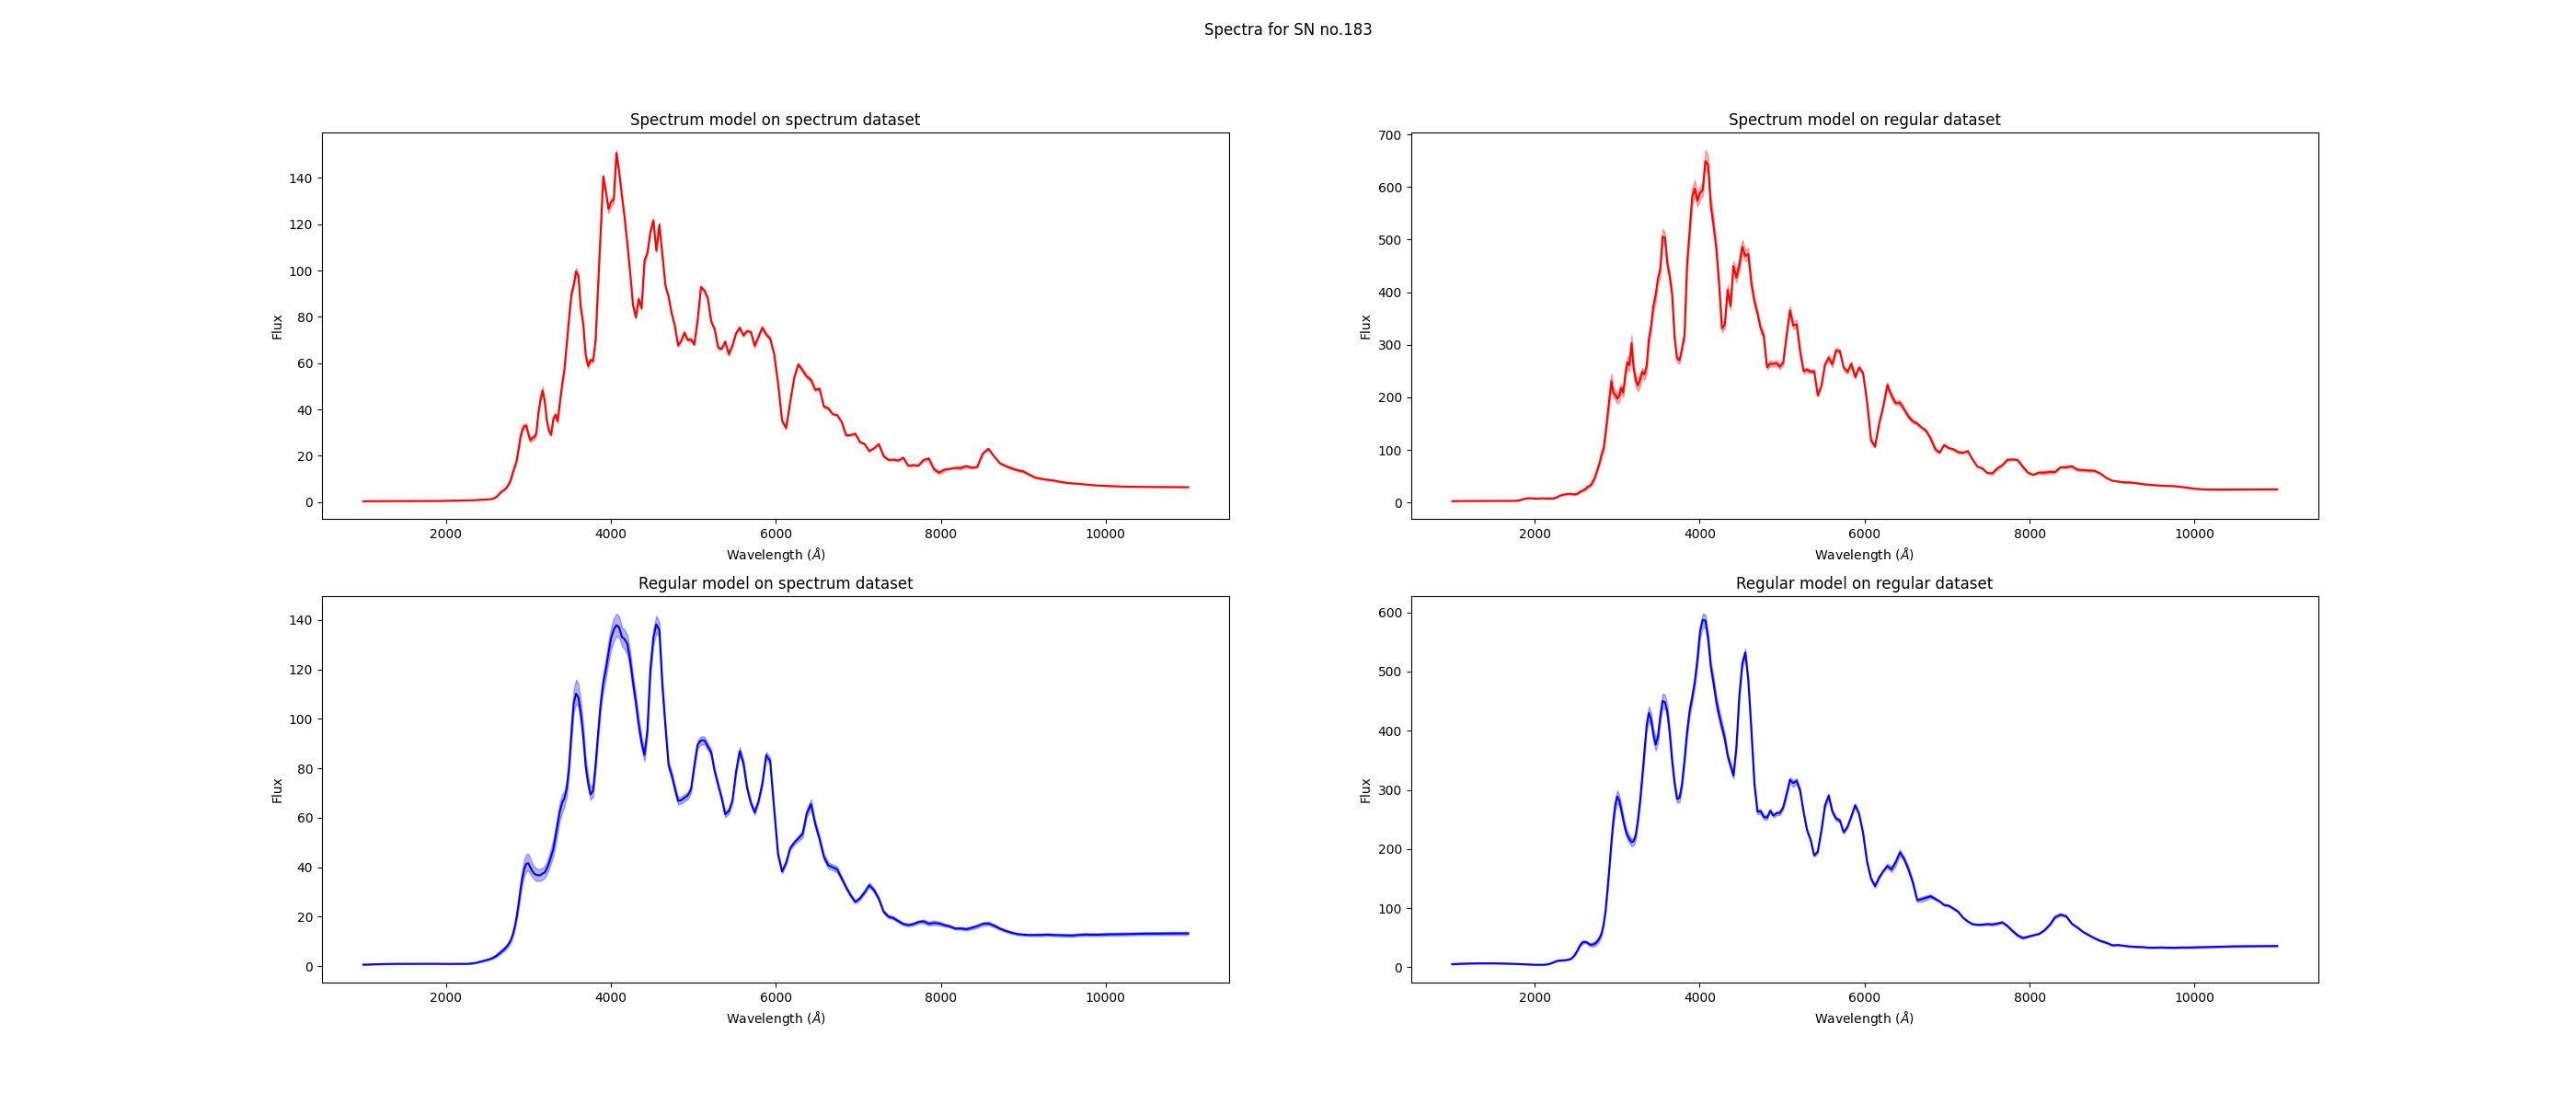 Spectra for SN no.183
Spectrum model on spectrum dataset
140
120
100
80
60
40
20
0
Flux
2000 4000 6000 8000 10000
Wavelength (Å)
Spectrum model on regular dataset
700
600
500
400
300
200
100
0
Flux
2000 4000 6000 8000 10000
Wavelength (Å)
Regular model on spectrum dataset
140
120
100
80
60
40
20
0
Flux
2000 4000 6000 8000 10000
Wavelength (Å)
Regular model on regular dataset
600
500
400
300
200
100
0
Flux
2000 4000 6000 8000 10000
Wavelength (Å)